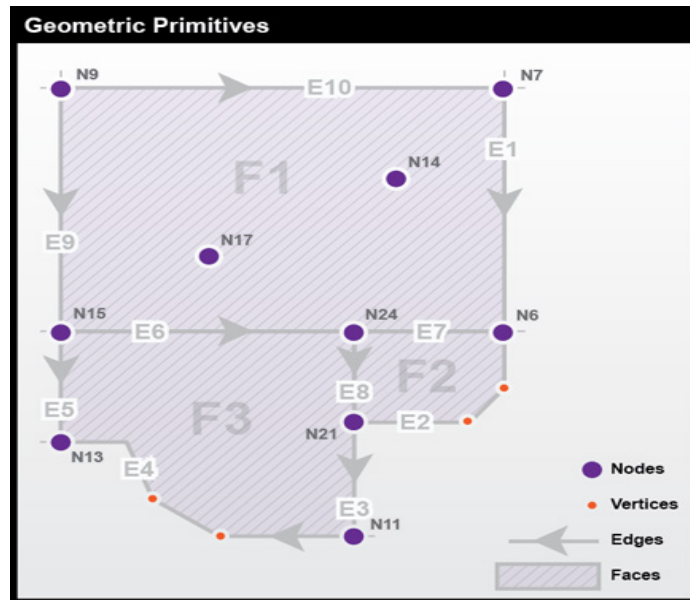 Geometric Primitives
N9
N7
E10
E1
N14
F1
N17
E9
N15
N24
N6
E6
E7
F2
E8
E5
F3
E2
N21
N13
E4
Nodes
Vertices
E3
N11
Edges
Faces